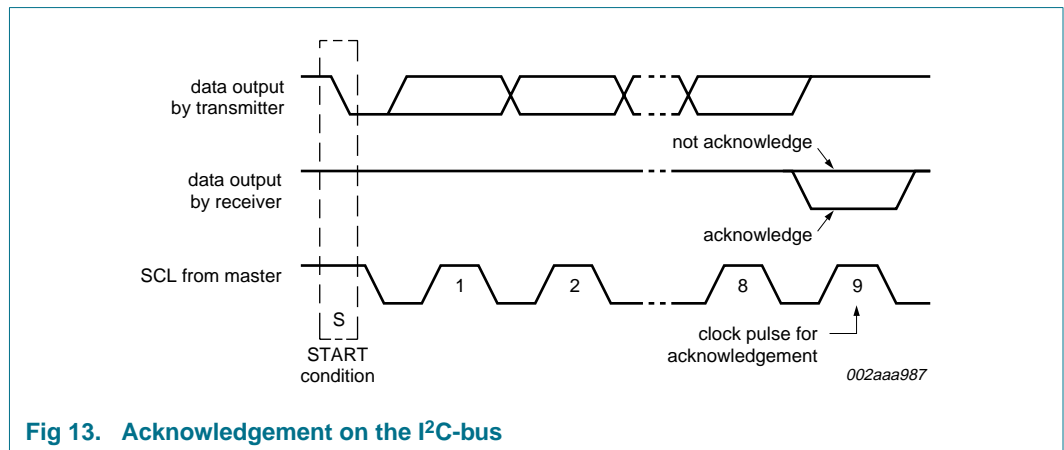 data output
by transmitter
not acknowledge
data output
by receiver
acknowledge
SCL from master
1
2
8
9
S
START
condition
clock pulse for
acknowledgement
002aaa987
Fig 13. Acknowledgement on the I²C-bus